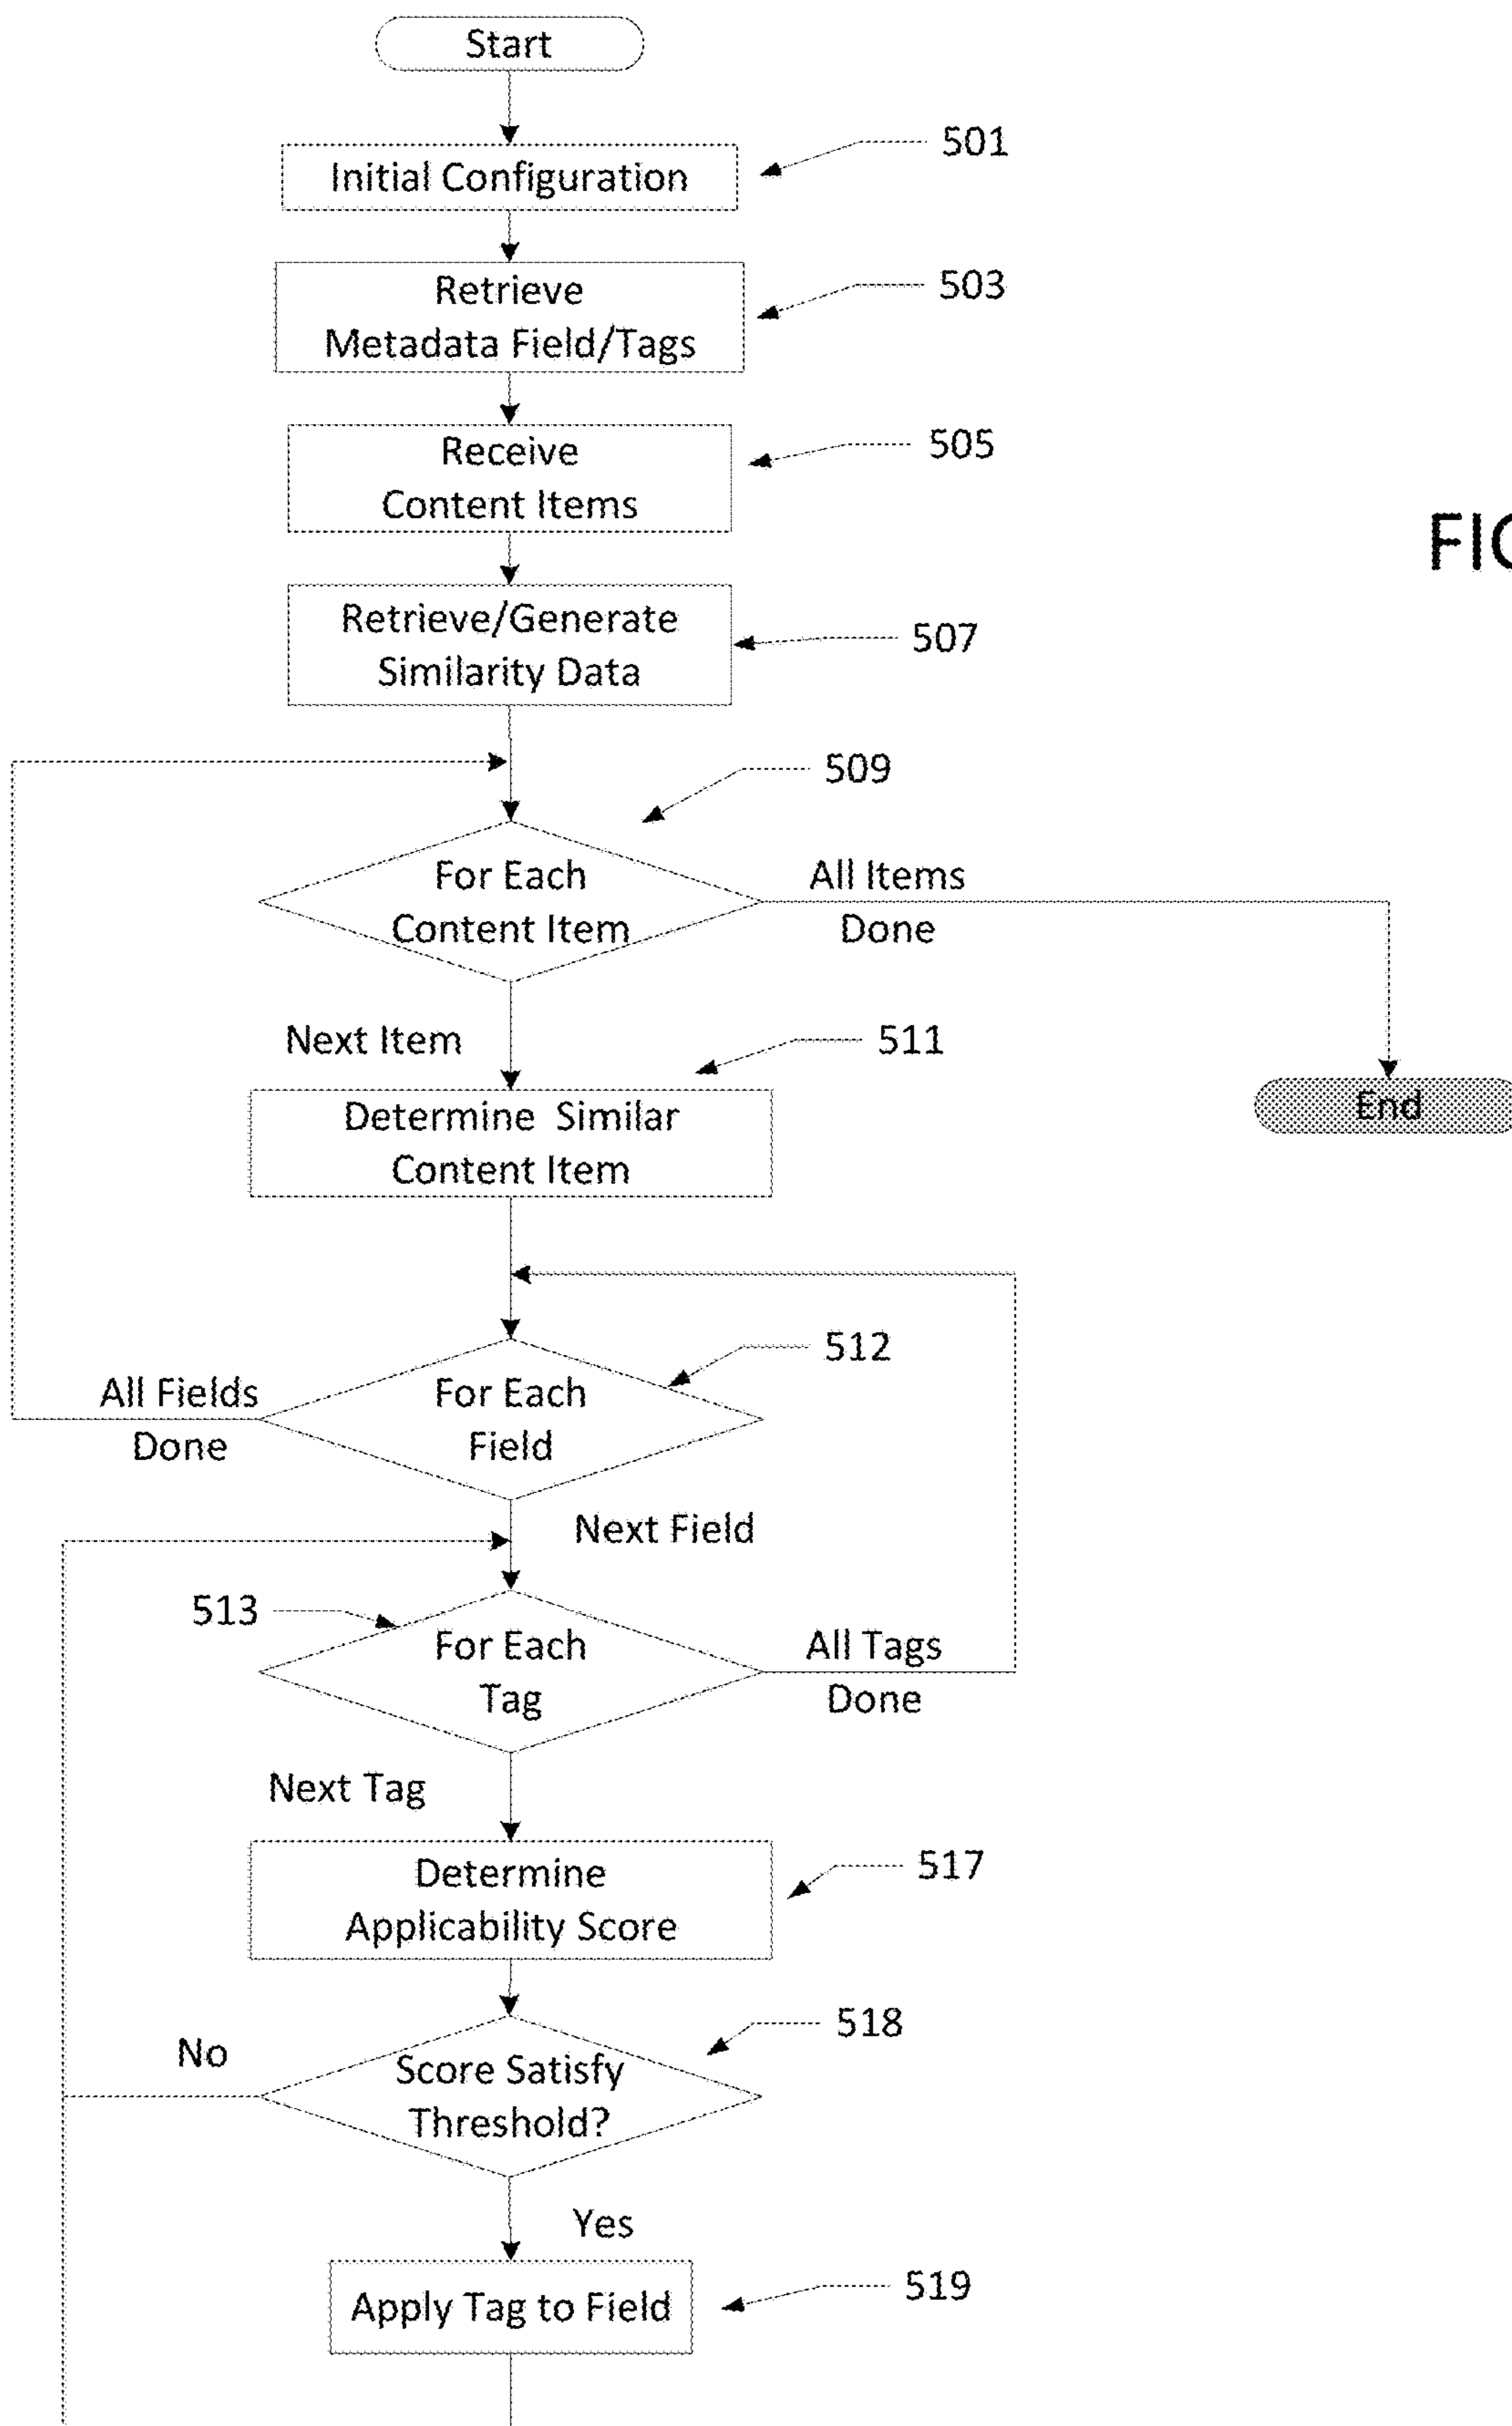 Start
501
Initial Configuration
503
Retrieve
Metadata Field/Tags
505
Receive
Content Items
FIG
507
Retrieve/Generate
Similarity Data
509
For Each
Content Item
All Items
Done
Next Item
511
Determine Similar
Content Item
End
512
All Fields
Done
For Each
Field
Next Field
513
For Each
Tag
All Tags
Done
Next Tag
517
Determine
Applicability Score
518
No
Score Satisfy
Threshold?
Yes
519
Apply Tag to Field